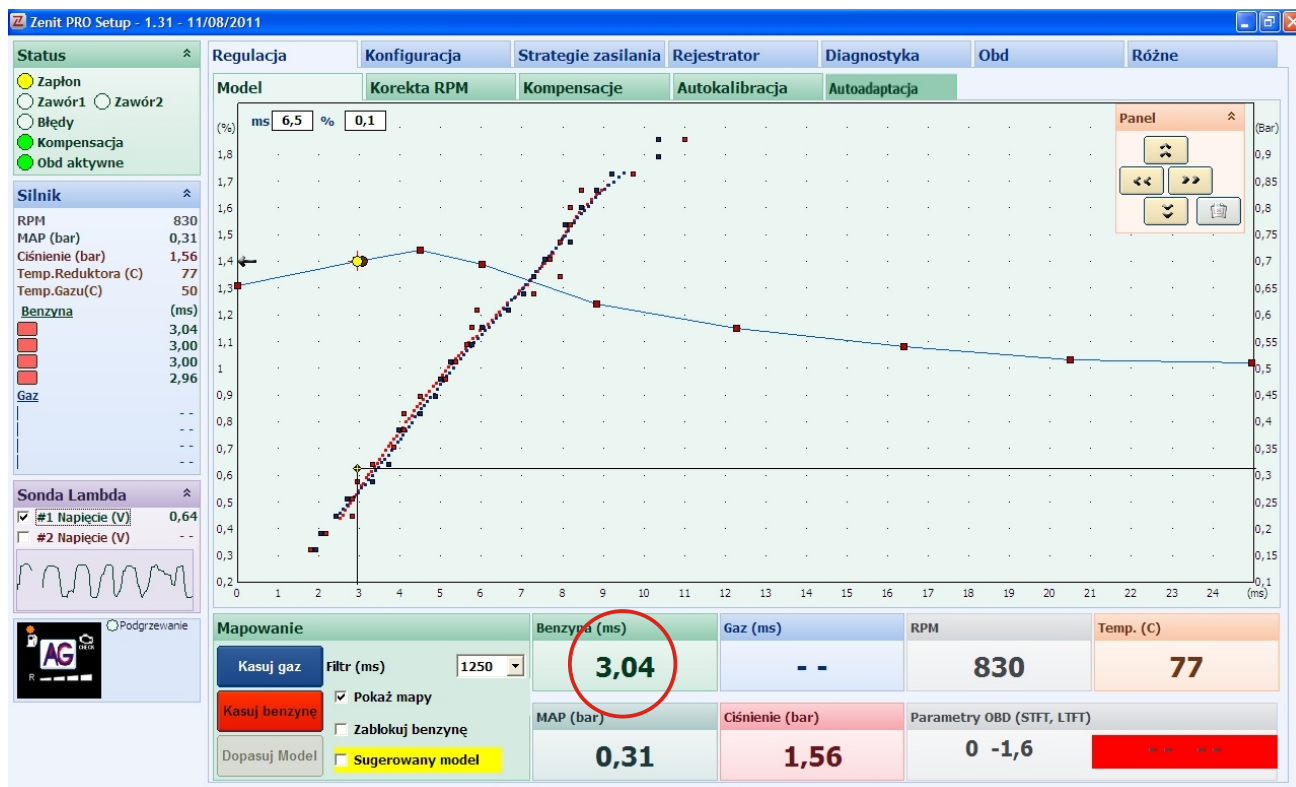 Zenit PRO Setup - 1.31 - 11/08/2011
Status
Zapłon
Zawór1 Zawór2
Błędy
Kompensacja
Obd aktywne
Silnik
RPM 830
MAP (bar) 0,31
Ciśnienie (bar) 1,56
Temp.Reduktora (C) 77
Temp.Gazu(C) 50
Benzyna (ms)
3,04
3,00
3,00
2,96
Gaz
- -
- -
- -
- -
Sonda Lambda
#1 Napięcie (V) 0,64
#2 Napięcie (V) - -
Podgrzewanie
AG
CHECK
R
Regulacja Konfiguracja Strategie zasilania Rejestrator Diagnostyka Obd Różne
Model Korekta RPM Kompensacje Autokalibracja Autoadaptacja
ms 6,5 % 0,1
(%)
1,8
1,7
1,6
1,5
1,4
1,3
1,2
1,1
1
0,9
0,8
0,7
0,6
0,5
0,4
0,3
0,2
0 1 2 3 4 5 6 7 8 9 10 11 12 13 14 15 16 17 18 19 20 21 22 23 24 (ms)
Panel
<< >>
(Bar)
0,9
0,85
0,8
0,75
0,7
0,65
0,6
0,55
0,5
0,45
0,4
0,35
0,3
0,25
0,2
0,15
0,1
Mapowanie
Kasuj gaz
Kasuj benzynę
Dopasuj Model
Filtr (ms) 1250
Pokaż mapy
Zablokuj benzynę
Sugerowany model
Benzyna (ms)
3,04
Gaz (ms)
- -
RPM
830
Temp. (C)
77
MAP (bar)
0,31
Ciśnienie (bar)
1,56
Parametry OBD (STFT, LTFT)
0 -1,6
-- --